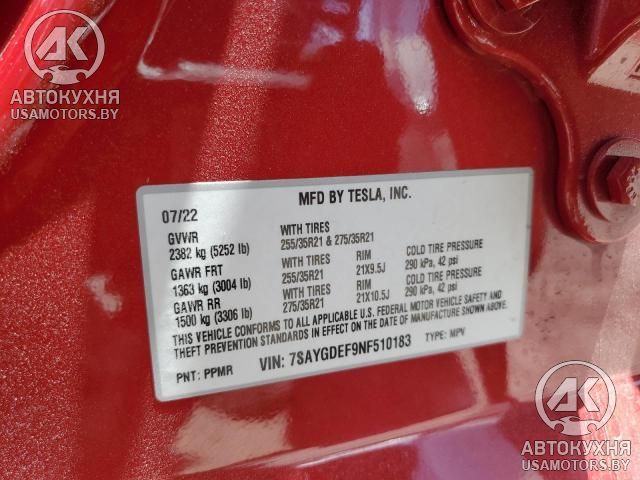 АК
АВТОКУХНЯ
USAMOTORS.BY
MFD BY TESLA, INC.
07/22
GVWR
2382 kg (5252 lb)
WITH TIRES
255/35R21 & 275/35R21
GAWR FRT
1363 kg (3004 lb)
WITH TIRES
255/35R21
RIM
21X9.5J
COLD TIRE PRESSURE
290 kPa, 42 psi
GAWR RR
1500 kg (3306 lb)
WITH TIRES
275/35R21
RIM
21X10.5J
COLD TIRE PRESSURE
290 kPa, 42 psi
THIS VEHICLE CONFORMS TO ALL APPLICABLE U.S. FEDERAL MOTOR VEHICLE SAFETY AND
THEFT PREVENTION STANDARDS IN EFFECT ON THE DATE OF MANUFACTURE SHOWN ABOVE.
PNT: PPMR
VIN: 7SAYGDEF9NF510183
TYPE: MPV
АК
АВТОКУХНЯ
USAMOTORS.BY